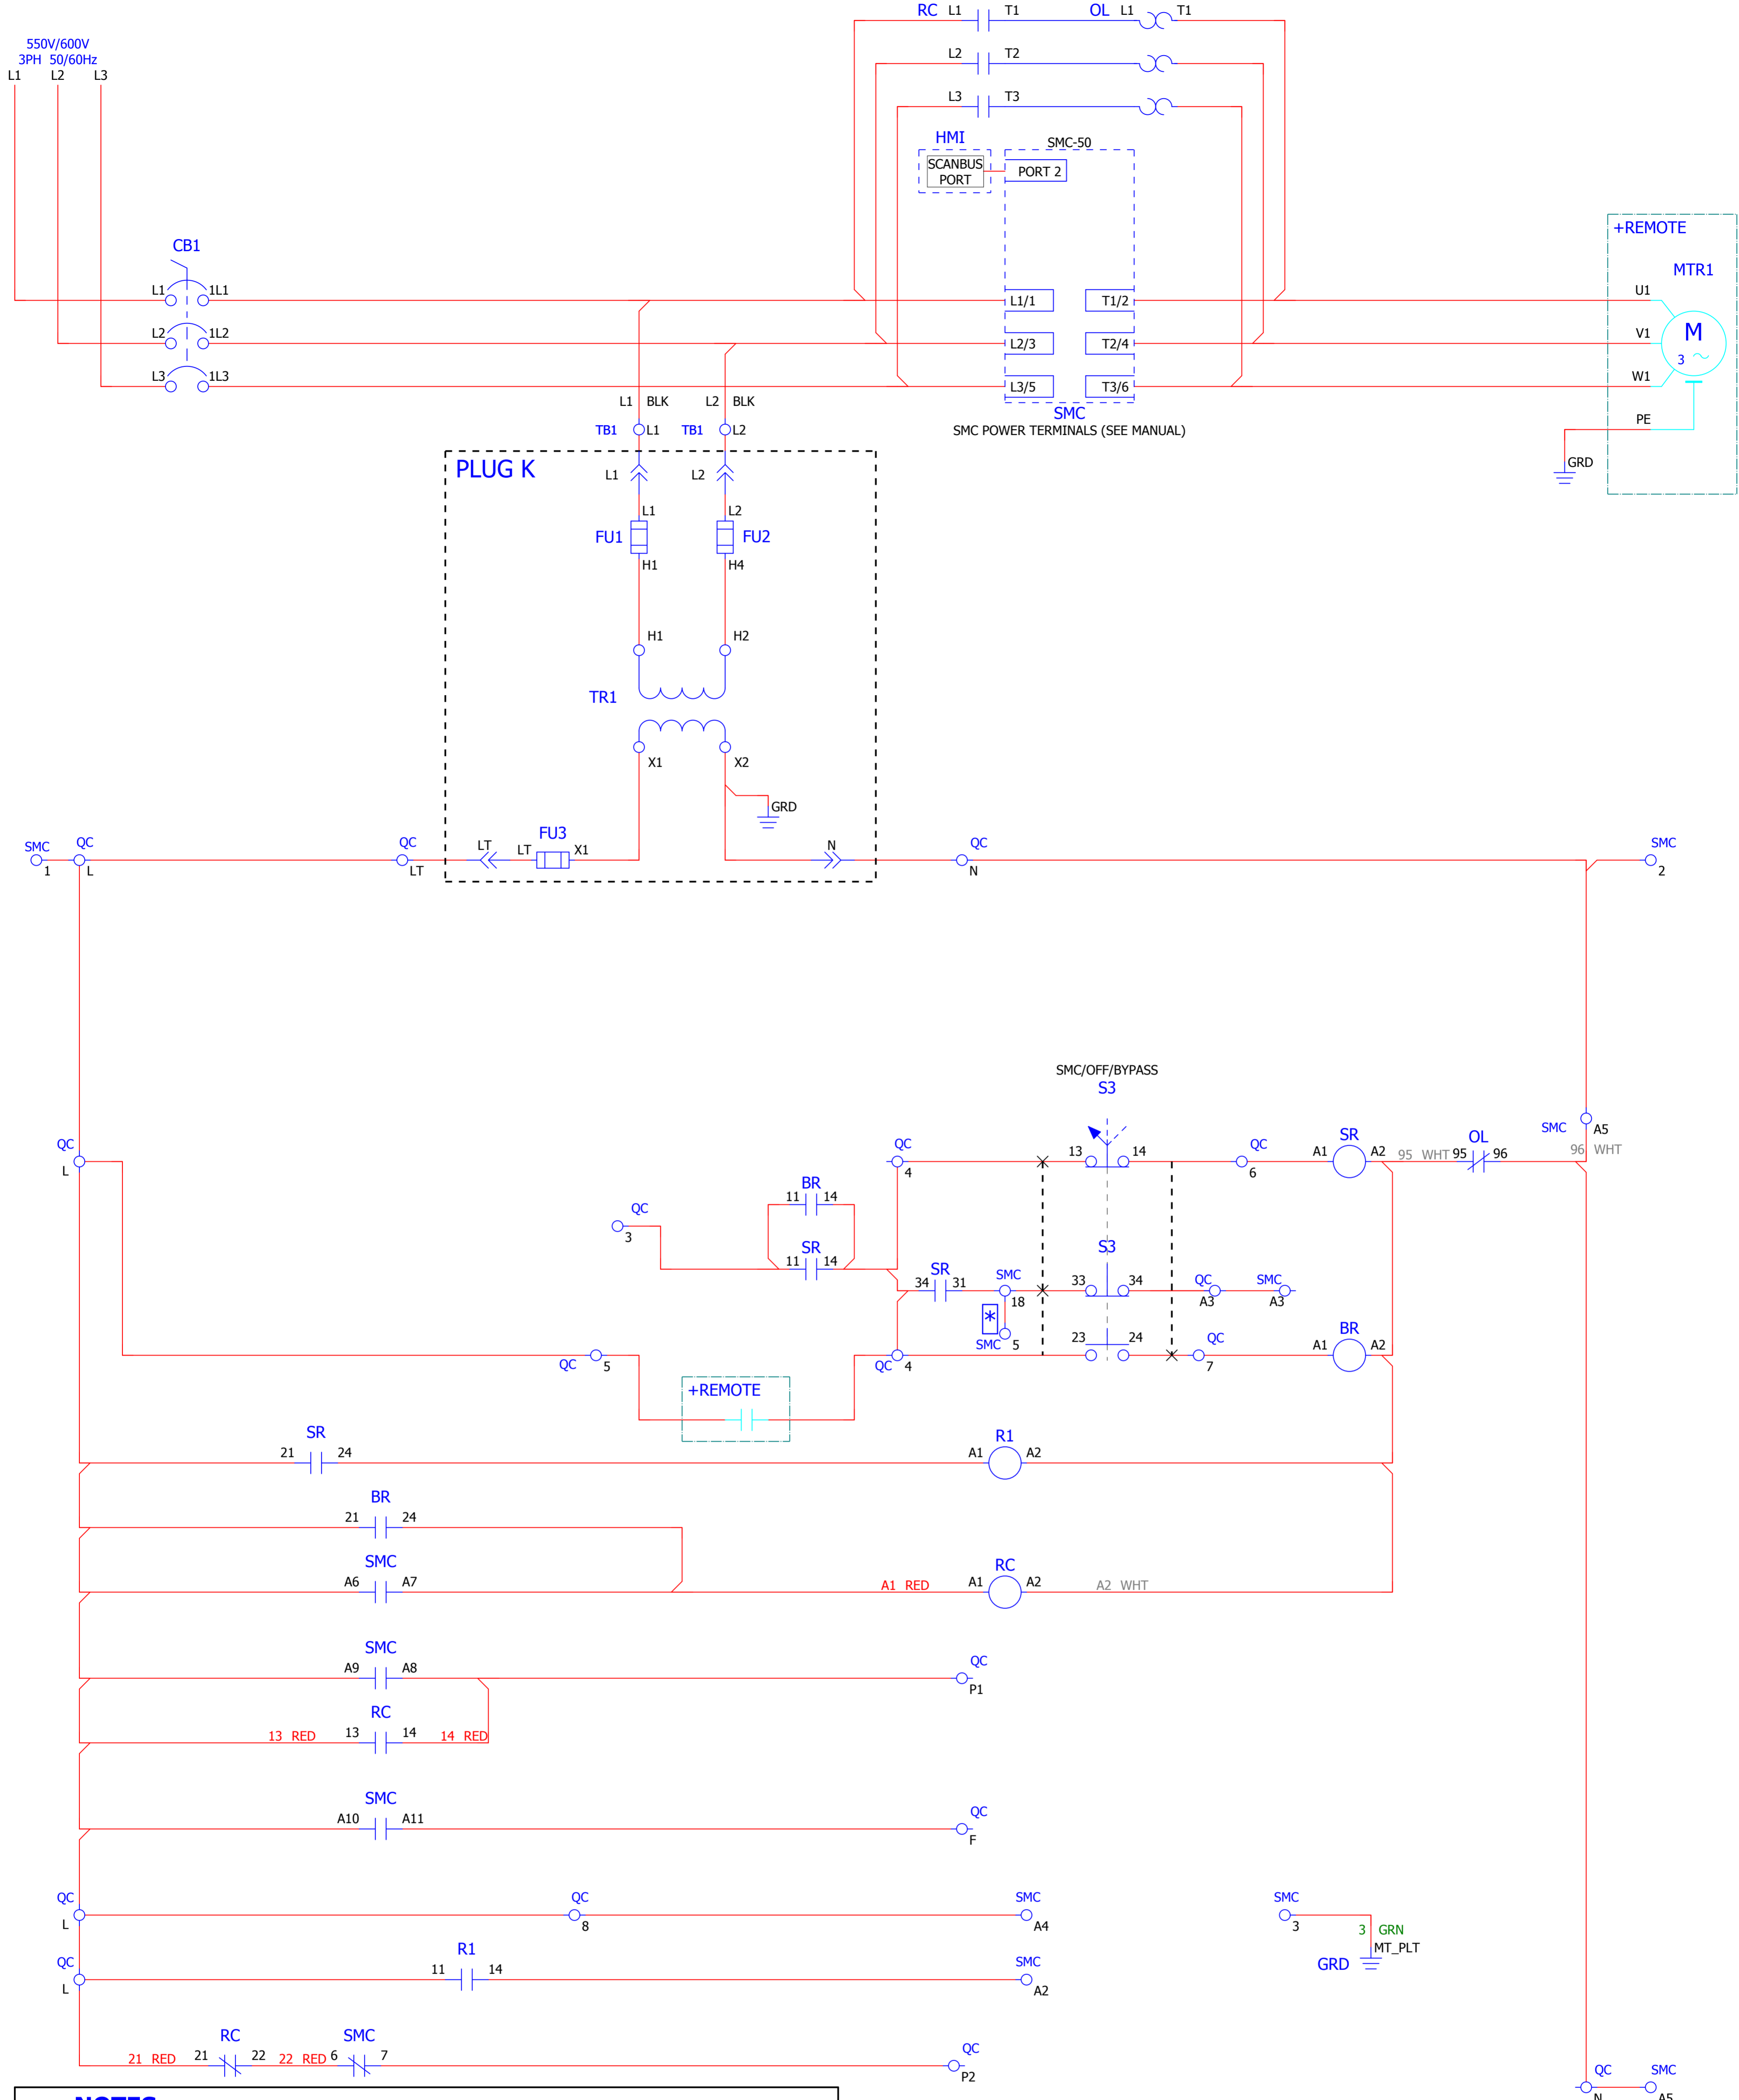 RC L1 T1 OL L1 T1
550V/600V
3PH 50/60Hz
L1 L2 L3
L2 T2
L3 T3
HMI
SMC-50
SCANBUS
PORT
PORT 2
+REMOTE
MTR1
CB1
L1 1L1
L1/1 T1/2
U1
L2 1L2
L2/3 T2/4
V1
M
3
L3 1L3
L3/5 T3/6
W1
L1 BLK L2 BLK
SMC
PE
TB1 L1 TB1 L2
SMC POWER TERMINALS (SEE MANUAL)
GRD
PLUG K
L1 L2
L1 L2
FU1 FU2
H1 H4
H1 H2
TR1
X1 X2
GRD
SMC QC QC FU3 QC SMC
LT LT X1 N
1 L LT N 2
SMC/OFF/BYPASS
S3
SMC A5
QC QC 13 14 QC SR OL
L 4 6 A1 A2 95 WHT 95 96 96 WHT
BR
11 14
QC
3
SR
11 14
S3
SR
34 31 SMC 33 34 QC SMC
18 A3 A3
*
SMC 5
23 24 QC BR
A1 A2
QC 5 QC 4 7
+REMOTE
SR
21 24
R1
A1 A2
BR
21 24
SMC
A6 A7
RC
A1 RED A1 A2 A2 WHT
SMC
A9 A8
QC
P1
RC
13 RED 13 14 14 RED
SMC
A10 A11
QC
F
QC QC SMC SMC
L 8 A4 3
3 GRN
MT_PLT
GRD
QC R1 SMC
11 14
L A2
RC SMC
21 RED 21 22 22 RED 6 7
QC
P2
QC SMC
N A5
NOTES